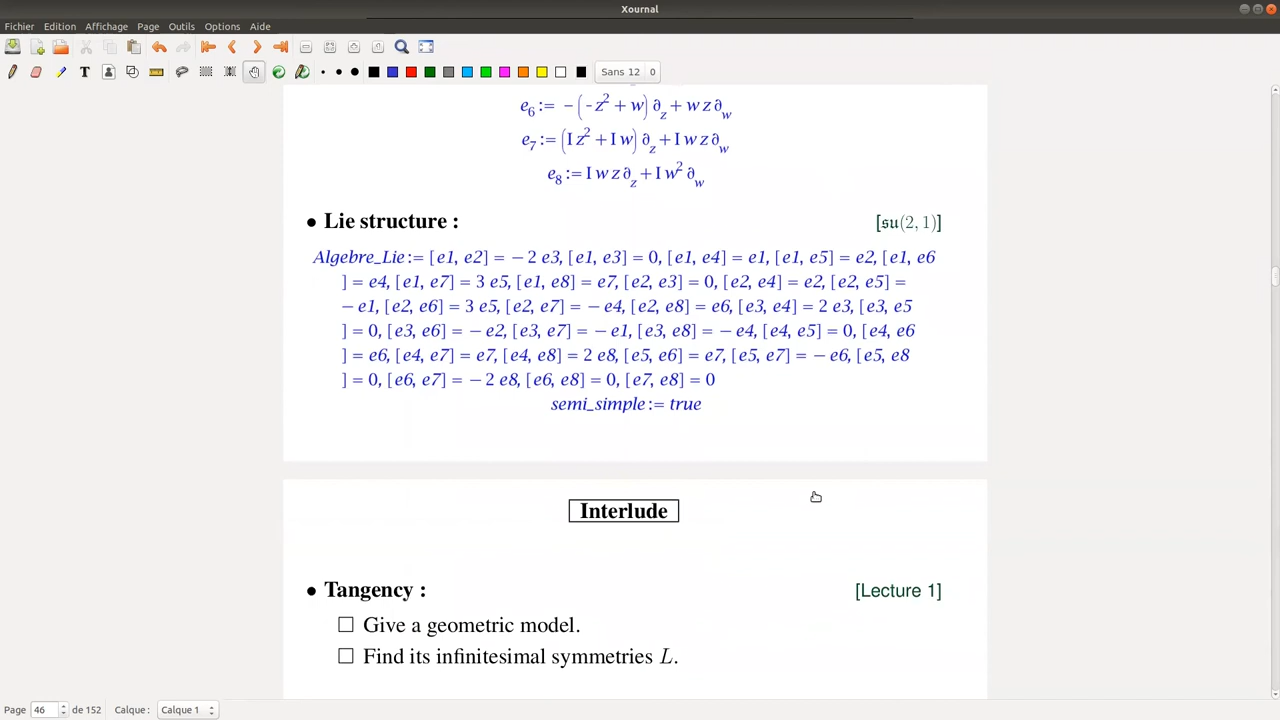 Xournal
Fichier Edition Affichage Page Outils Options Aide
Sans 12 0
e₆ := − (-z² + w) ∂_z + w z ∂_w
e₇ := (I z² + I w) ∂_z + I w z ∂_w
e₈ := I w z ∂_z + I w² ∂_w
• Lie structure : [𝔰𝔲(2, 1)]
Algebre_Lie := [e1, e2] = − 2 e3, [e1, e3] = 0, [e1, e4] = e1, [e1, e5] = e2, [e1, e6
] = e4, [e1, e7] = 3 e5, [e1, e8] = e7, [e2, e3] = 0, [e2, e4] = e2, [e2, e5] =
− e1, [e2, e6] = 3 e5, [e2, e7] = − e4, [e2, e8] = e6, [e3, e4] = 2 e3, [e3, e5
] = 0, [e3, e6] = − e2, [e3, e7] = − e1, [e3, e8] = − e4, [e4, e5] = 0, [e4, e6
] = e6, [e4, e7] = e7, [e4, e8] = 2 e8, [e5, e6] = e7, [e5, e7] = − e6, [e5, e8
] = 0, [e6, e7] = − 2 e8, [e6, e8] = 0, [e7, e8] = 0
semi_simple := true
Interlude
• Tangency : [Lecture 1]
□ Give a geometric model.
□ Find its infinitesimal symmetries L.
Page 46 de 152 Calque : Calque 1